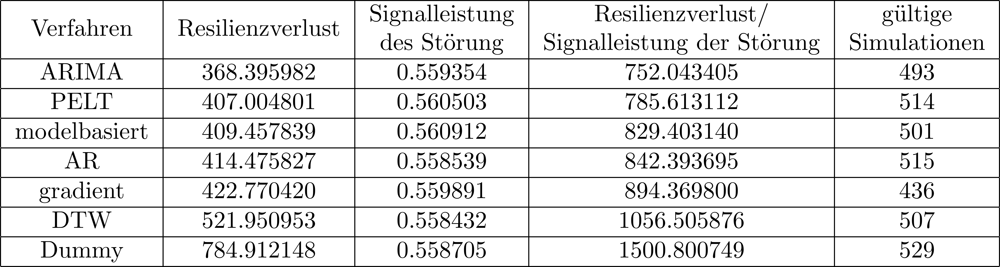 Verfahren Resilienzverlust Signalleistung des Störung Resilienzverlust/ Signalleistung der Störung gültige Simulationen
ARIMA 368.395982 0.559354 752.043405 493
PELT 407.004801 0.560503 785.613112 514
modelbasiert 409.457839 0.560912 829.403140 501
AR 414.475827 0.558539 842.393695 515
gradient 422.770420 0.559891 894.369800 436
DTW 521.950953 0.558432 1056.505876 507
Dummy 784.912148 0.558705 1500.800749 529